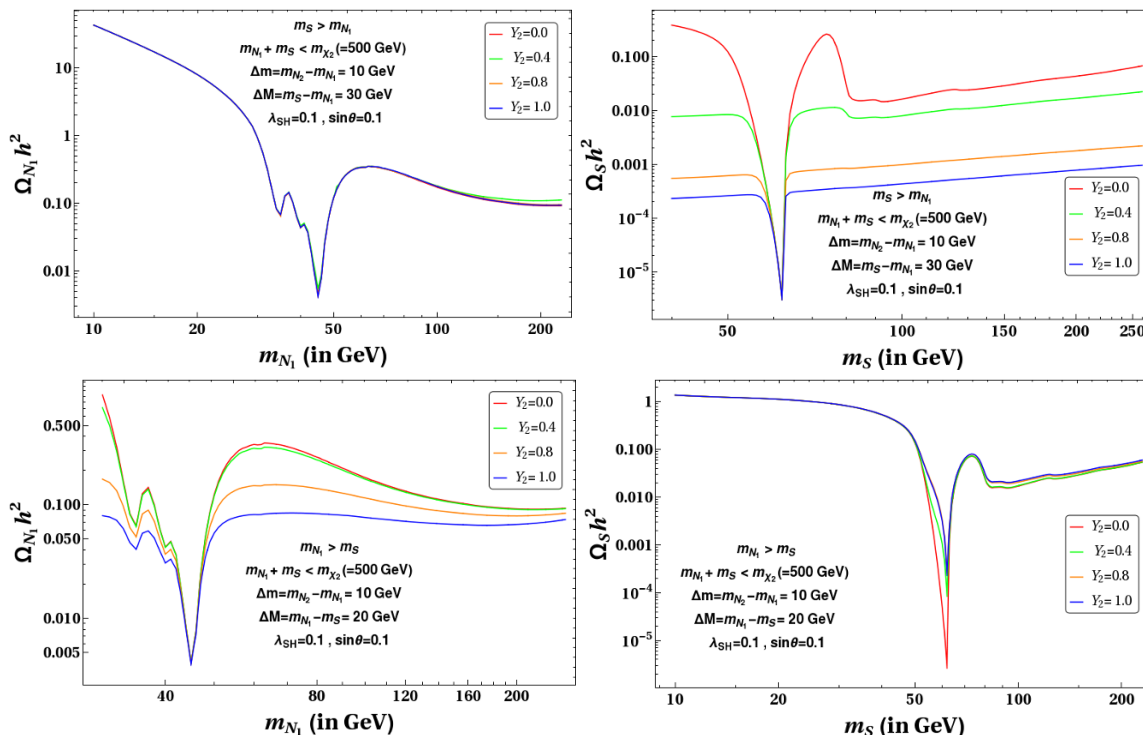 m_S > m_{N_1}
m_{N_1} + m_S < m_{χ_2}(=500 GeV)
Δm=m_{N_2}−m_{N_1}= 10 GeV
ΔM=m_S−m_{N_1}= 30 GeV
λ_{SH}=0.1 , sinθ=0.1
Y_2=0.0
Y_2=0.4
Y_2=0.8
Y_2=1.0
Ω_{N_1}h^2
10
1
0.10
0.01
10 20 50 100 200
m_{N_1} (in GeV)
Ω_S h^2
0.100
0.010
0.001
10^{-4}
10^{-5}
m_S > m_{N_1}
m_{N_1} + m_S < m_{χ_2}(=500 GeV)
Δm=m_{N_2}−m_{N_1}= 10 GeV
ΔM=m_S−m_{N_1}= 30 GeV
λ_{SH}=0.1 , sinθ=0.1
Y_2=0.0
Y_2=0.4
Y_2=0.8
Y_2= 1.0
50 100 150 200 250
m_S (in GeV)
Ω_{N_1}h^2
0.500
0.100
0.050
0.010
0.005
Y_2=0.0
Y_2=0.4
Y_2=0.8
Y_2=1.0
m_{N_1} > m_S
m_{N_1} + m_S < m_{χ_2}(=500 GeV)
Δm=m_{N_2}−m_{N_1}= 10 GeV
ΔM=m_{N_1}−m_S= 20 GeV
λ_{SH}=0.1 , sinθ=0.1
40 80 120 160 200
m_{N_1} (in GeV)
Ω_S h^2
1
0.100
0.010
0.001
10^{-4}
10^{-5}
m_{N_1} > m_S
m_{N_1} + m_S < m_{χ_2}(=500 GeV)
Δm=m_{N_2}−m_{N_1}= 10 GeV
ΔM=m_{N_1}−m_S= 20 GeV
λ_{SH}=0.1 , sinθ=0.1
Y_2=0.0
Y_2=0.4
Y_2=0.8
Y_2= 1.0
10 20 50 100 200
m_S (in GeV)